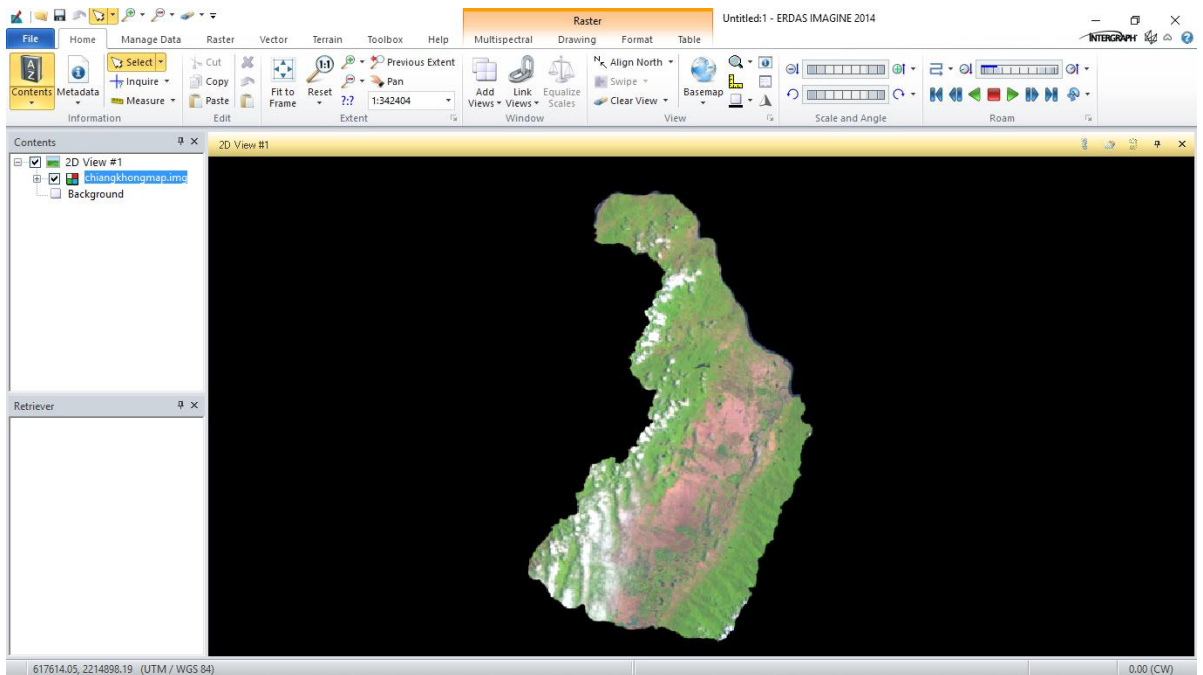 Raster
Untitled:1 - ERDAS IMAGINE 2014
File Home Manage Data Raster Vector Terrain Toolbox Help Multispectral Drawing Format Table
INTERGRAPH
Contents
Metadata
Select
Inquire
Measure
Information
Cut
Copy
Paste
Edit
Fit to Frame
1:1
Reset
?:?
Previous Extent
Pan
1:342404
Extent
Add Views
Link Views
Equalize Scales
Window
Align North
Swipe
Clear View
Basemap
View
Scale and Angle
Roam
Contents
2D View #1
2D View #1
chiangkhongmap.img
Background
Retriever
617614.05, 2214898.19 (UTM / WGS 84)
0.00 (CW)